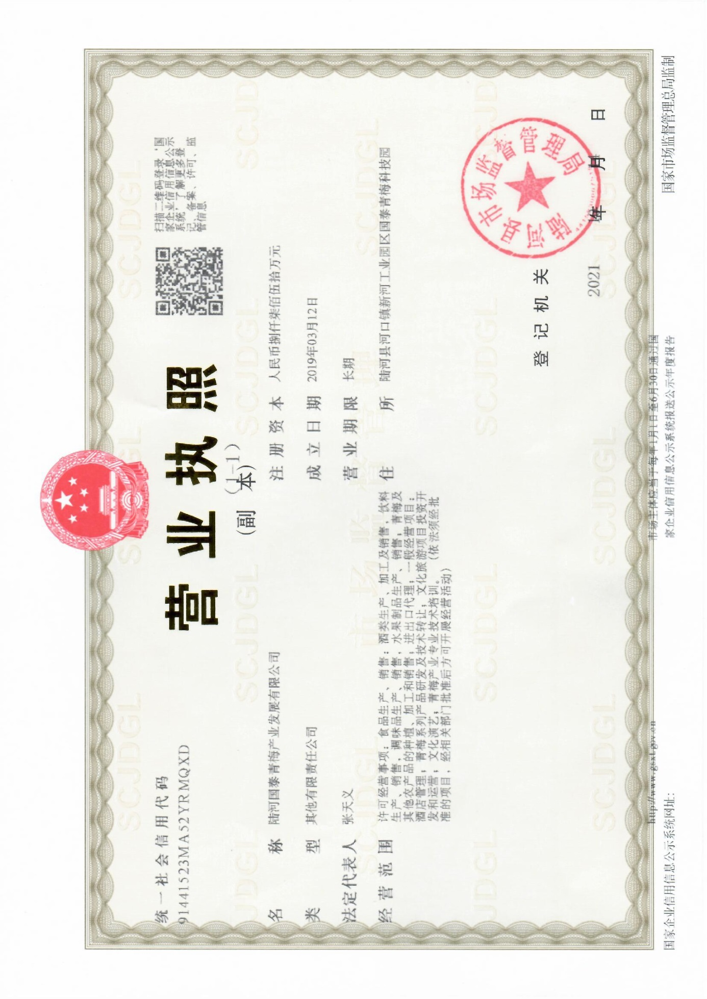 统一社会信用代码
91441523MA52YRMQXD
营业执照
(副 本)
(1-1)
扫描二维码登录‘国
家企业信用信息公示
系统’了解更多登
记、备案、许可、监
管信息
名 称 陆河国泰青梅产业发展有限公司
类 型 其他有限责任公司
法定代表人 张天义
经营范围 许可经营事项：食品生产、销售；酒类生产、加工及销售，饮料
生产、销售，调味品生产、销售，水果制品生产、销售；青梅及
其他农产品的种植、加工和销售；进出口代理；一般经营项目：
酒店管理；青梅系列产品研发及技术转让；文化旅游项目投资开
发和运营；文化演艺；青梅产业专业技术培训。（依法须经批
准的项目，经相关部门批准后方可开展经营活动）
注册资本 人民币捌仟柒佰伍拾万元
成立日期 2019年03月12日
营业期限 长期
住 所 陆河县河口镇新河工业园区国泰青梅科技园
登记机关
陆河县市场监督管理局
2021 年 月 日
国家企业信用信息公示系统网址：
http://www.gsxt.gov.cn
市场主体应当于每年1月1日至6月30日通过国
家企业信用信息公示系统报送公示年度报告
国家市场监督管理总局监制
SCJDGL